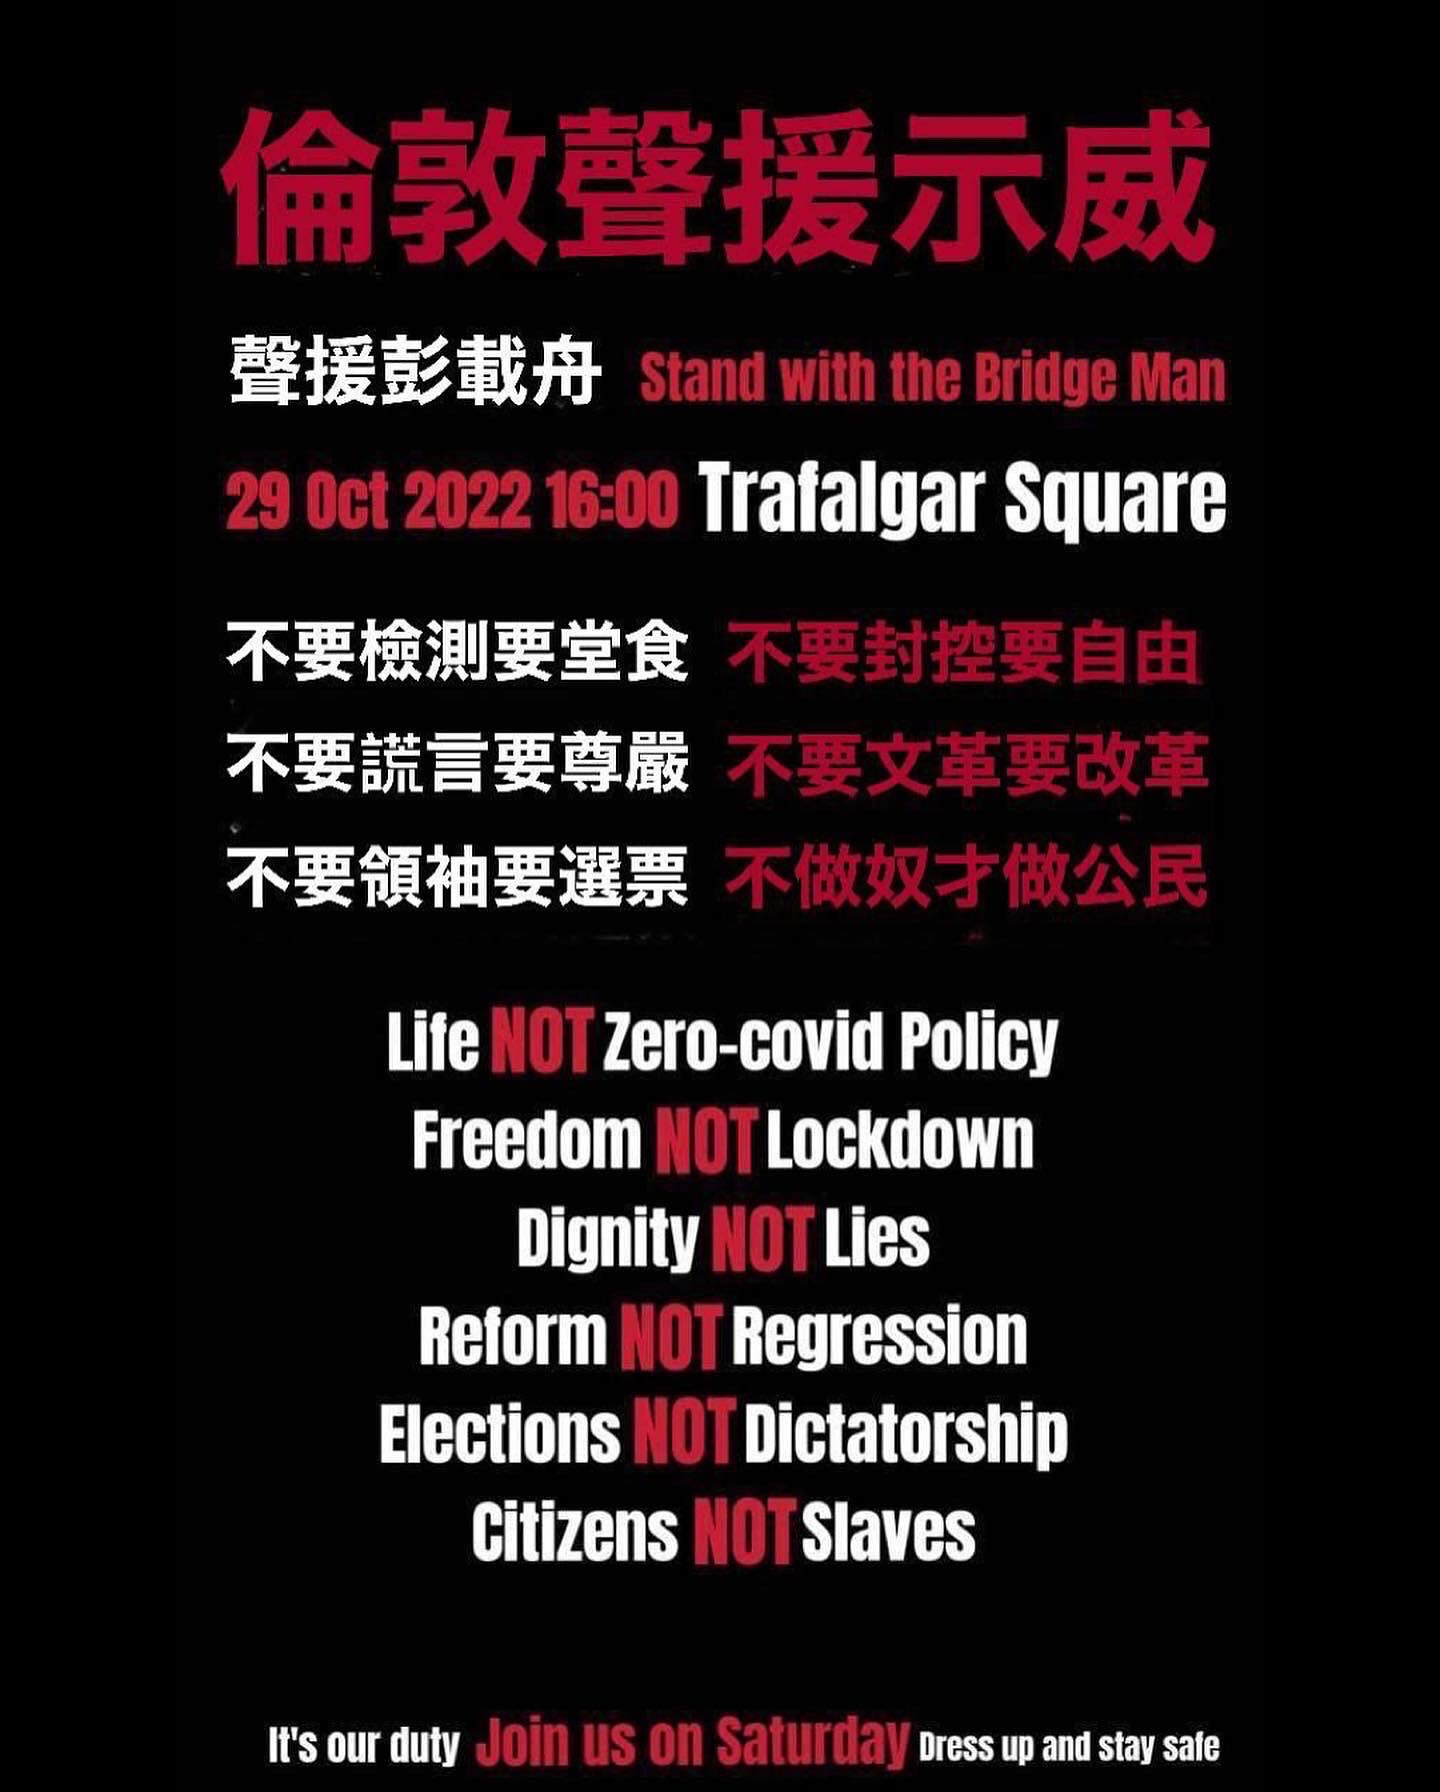 倫敦聲援示威
聲援彭載舟 Stand with the Bridge Man
29 Oct 2022 16:00 Trafalgar Square
不要檢測要堂食 不要封控要自由
不要謊言要尊嚴 不要文革要改革
不要領袖要選票 不做奴才做公民
Life NOT Zero-covid Policy
Freedom NOT Lockdown
Dignity NOT Lies
Reform NOT Regression
Elections NOT Dictatorship
Citizens NOT Slaves
It's our duty Join us on Saturday Dress up and stay safe